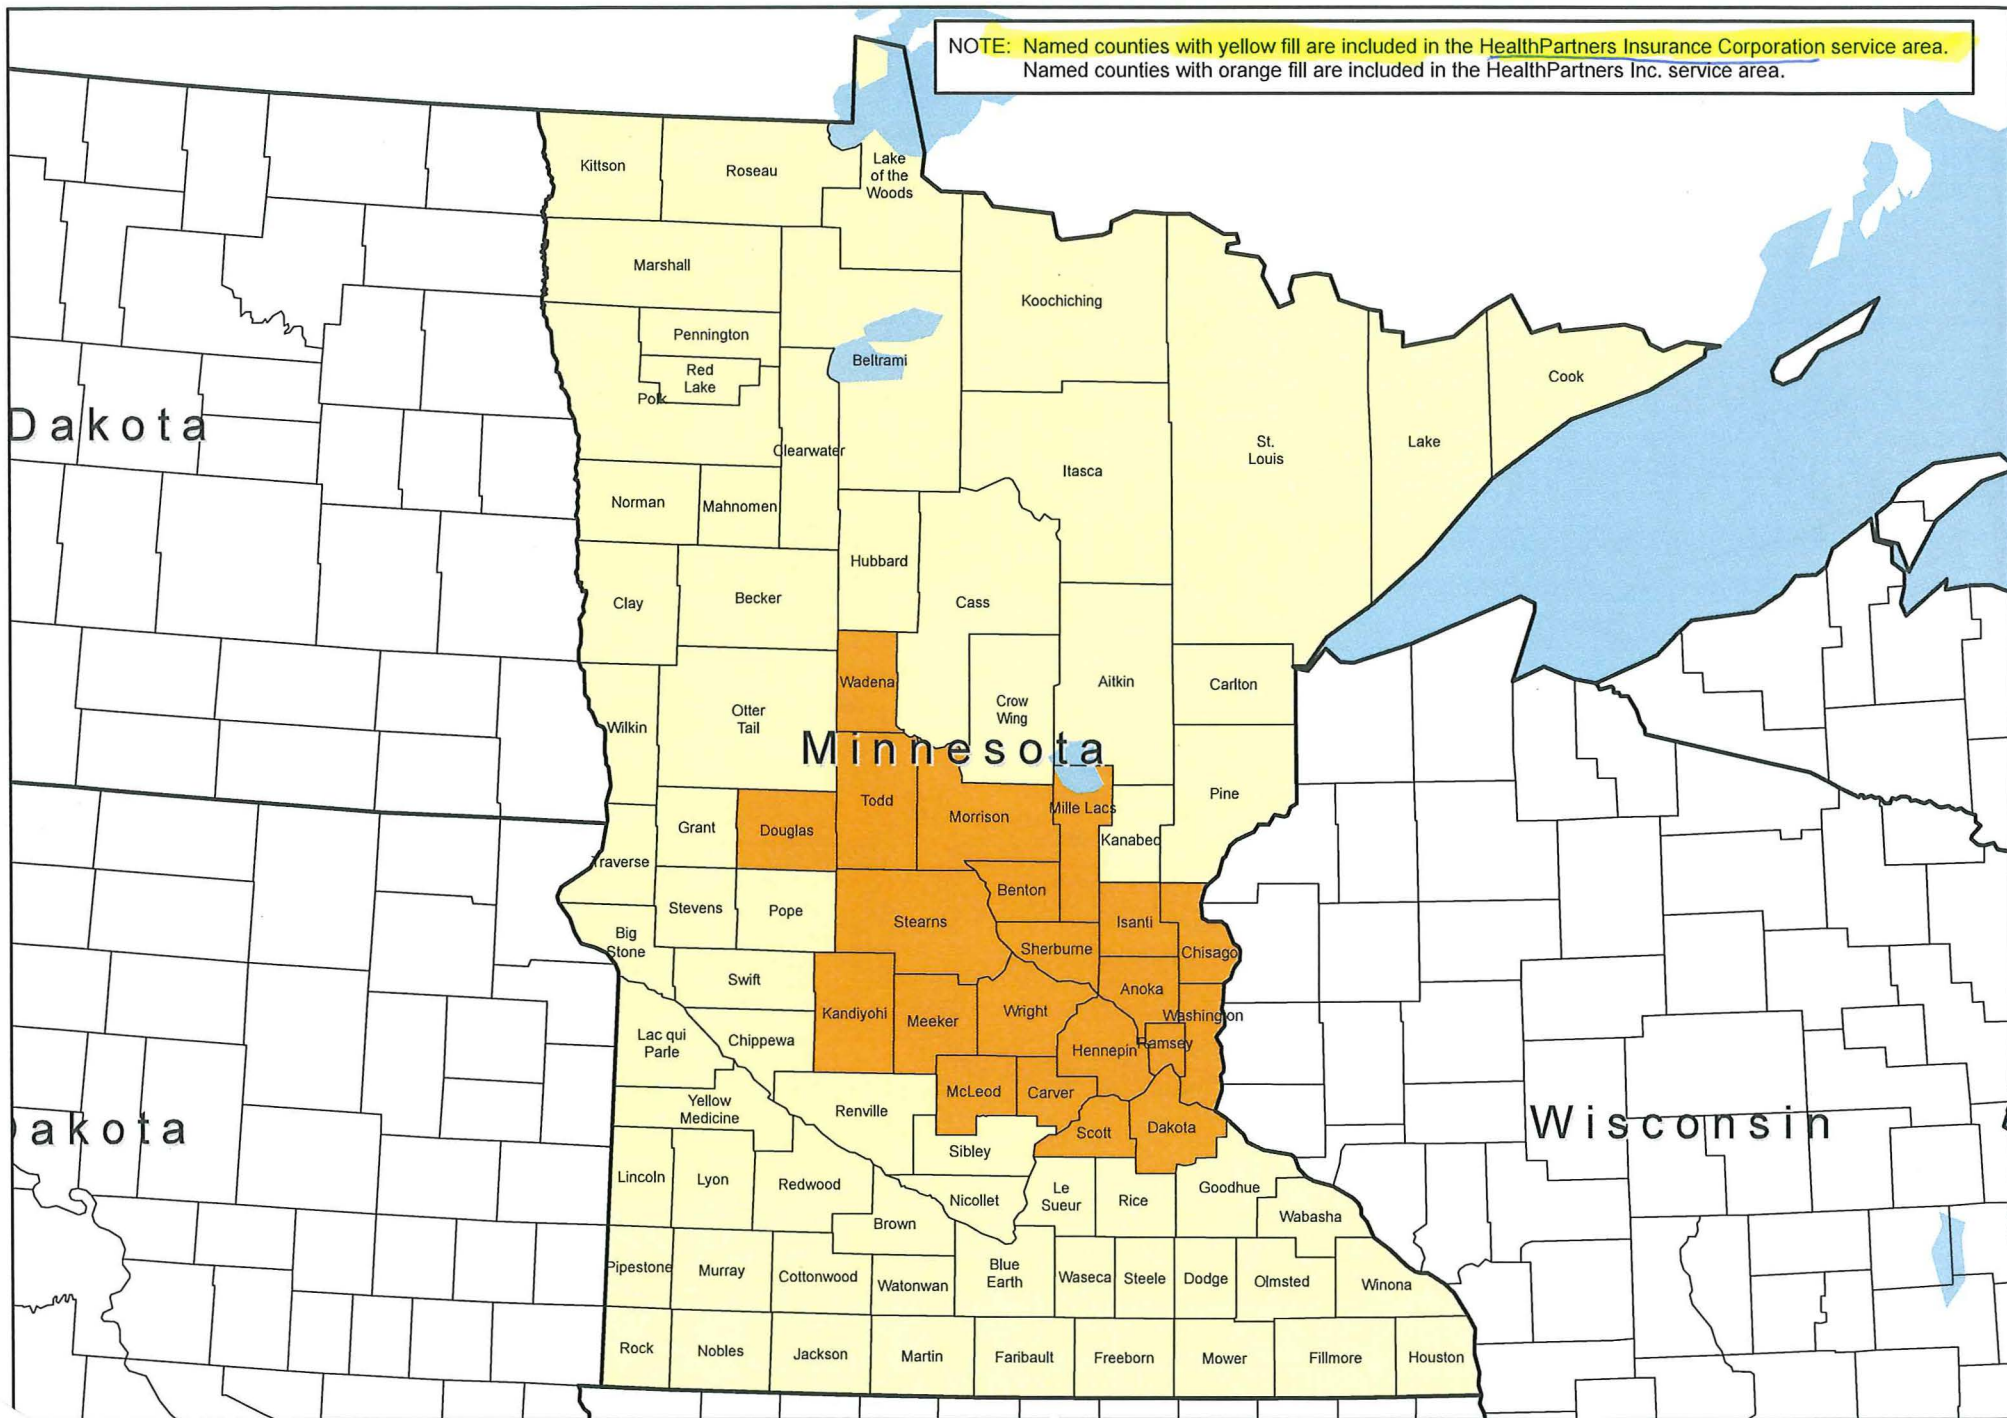 NOTE: Named counties with yellow fill are included in the HealthPartners Insurance Corporation service area.
Named counties with orange fill are included in the HealthPartners Inc. service area.
Kittson
Roseau
Lake
of the
Woods
Marshall
Koochiching
Pennington
Beltrami
Red
Lake
Polk
Cook
Dakota
Clearwater
Itasca
St.
Louis
Lake
Norman
Mahnomen
Hubbard
Clay
Becker
Cass
Wadena
Aitkin
Carlton
Otter
Tail
Crow
Wing
Wilkin
Minnesota
Todd
Pine
Mille Lacs
Morrison
Grant
Douglas
Kanabec
Traverse
Benton
Stevens
Pope
Stearns
Isanti
Big
Stone
Sherburne
Chisago
Swift
Anoka
Kandiyohi
Meeker
Wright
Washington
Lac qui
Parle
Chippewa
Hennepin
Ramsey
McLeod
Carver
Yellow
Medicine
Renville
Dakota
Scott
Dakota
Wisconsin
Sibley
Lincoln
Lyon
Redwood
Nicollet
Le
Sueur
Rice
Goodhue
Brown
Wabasha
Pipestone
Murray
Cottonwood
Watonwan
Blue
Earth
Waseca
Steele
Dodge
Olmsted
Winona
Rock
Nobles
Jackson
Martin
Faribault
Freeborn
Mower
Fillmore
Houston